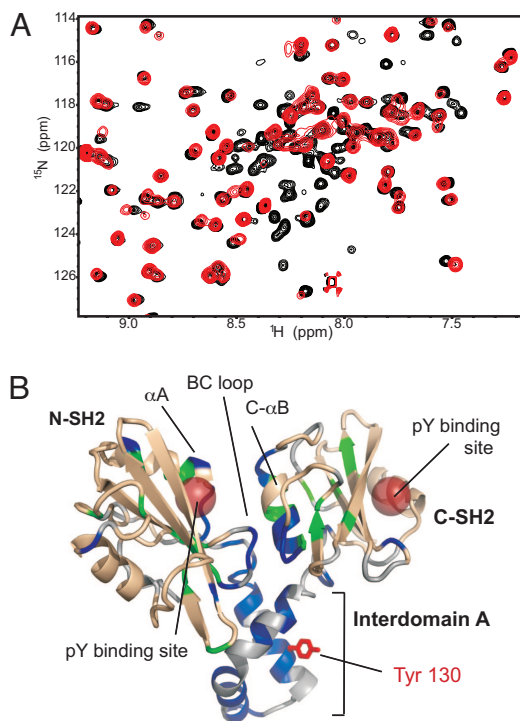 A
114
116
118
120
122
124
126
¹⁵N (ppm)
9.0
8.5
8.0
7.5
¹H (ppm)
B
BC loop
αA
C-αB
N-SH2
pY binding
site
C-SH2
pY binding site
Interdomain A
Tyr 130